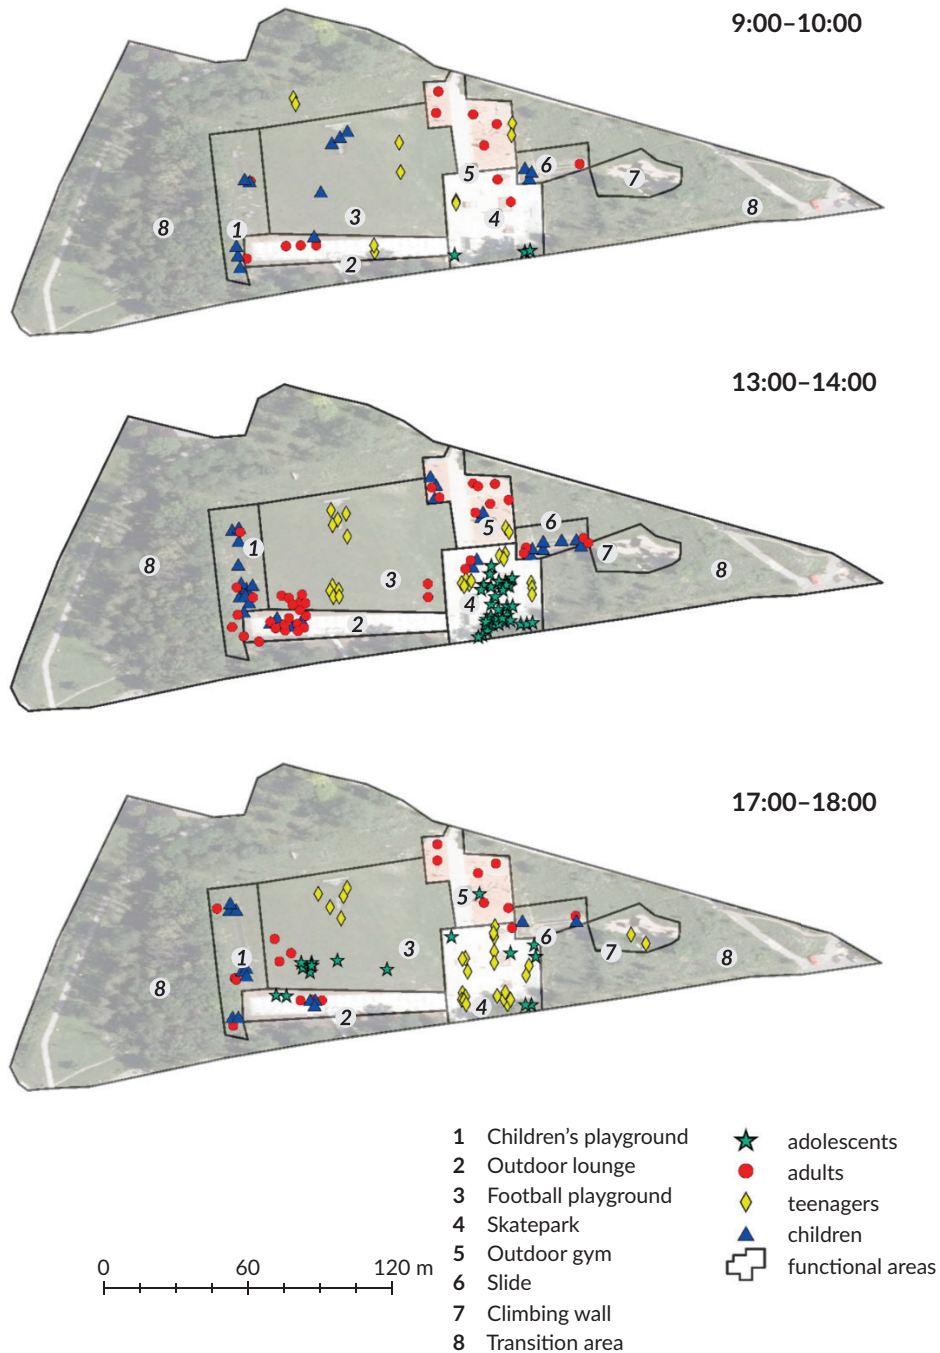 9:00–10:00
5
6
7
8
8
1
3
4
2
13:00–14:00
5
6
7
1
8
8
3
4
2
17:00–18:00
5
6
3
7
1
8
8
4
2
1 Children's playground
2 Outdoor lounge
3 Football playground
4 Skatepark
5 Outdoor gym
6 Slide
7 Climbing wall
8 Transition area
adolescents
adults
teenagers
children
functional areas
0 60 120 m